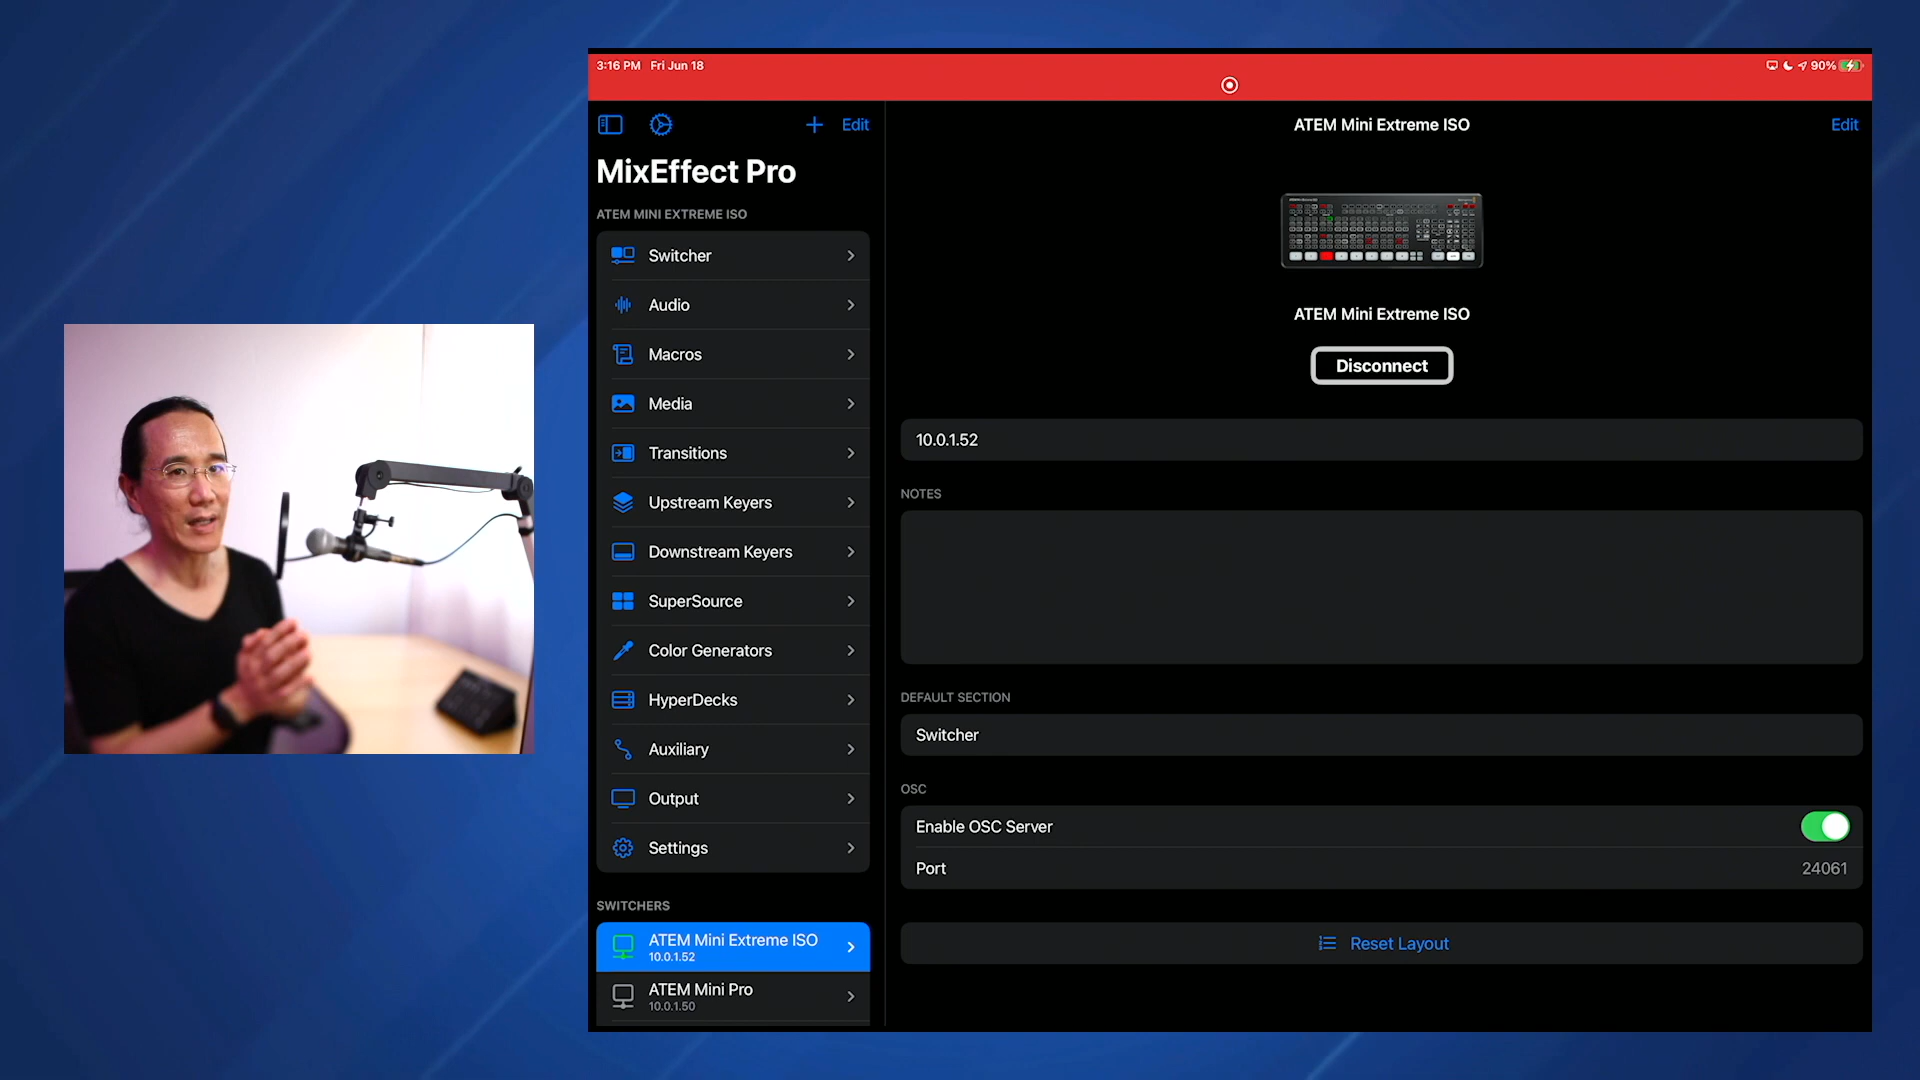 3:16 PM Fri Jun 18
90%
Edit
ATEM Mini Extreme ISO
Edit
MixEffect Pro
ATEM MINI EXTREME ISO
Switcher
Audio
Macros
Media
Transitions
Upstream Keyers
Downstream Keyers
SuperSource
Color Generators
HyperDecks
Auxiliary
Output
Settings
SWITCHERS
ATEM Mini Extreme ISO
10.0.1.52
ATEM Mini Pro
10.0.1.50
ATEM Mini Extreme ISO
Disconnect
10.0.1.52
NOTES
DEFAULT SECTION
Switcher
OSC
Enable OSC Server
Port
24061
Reset Layout